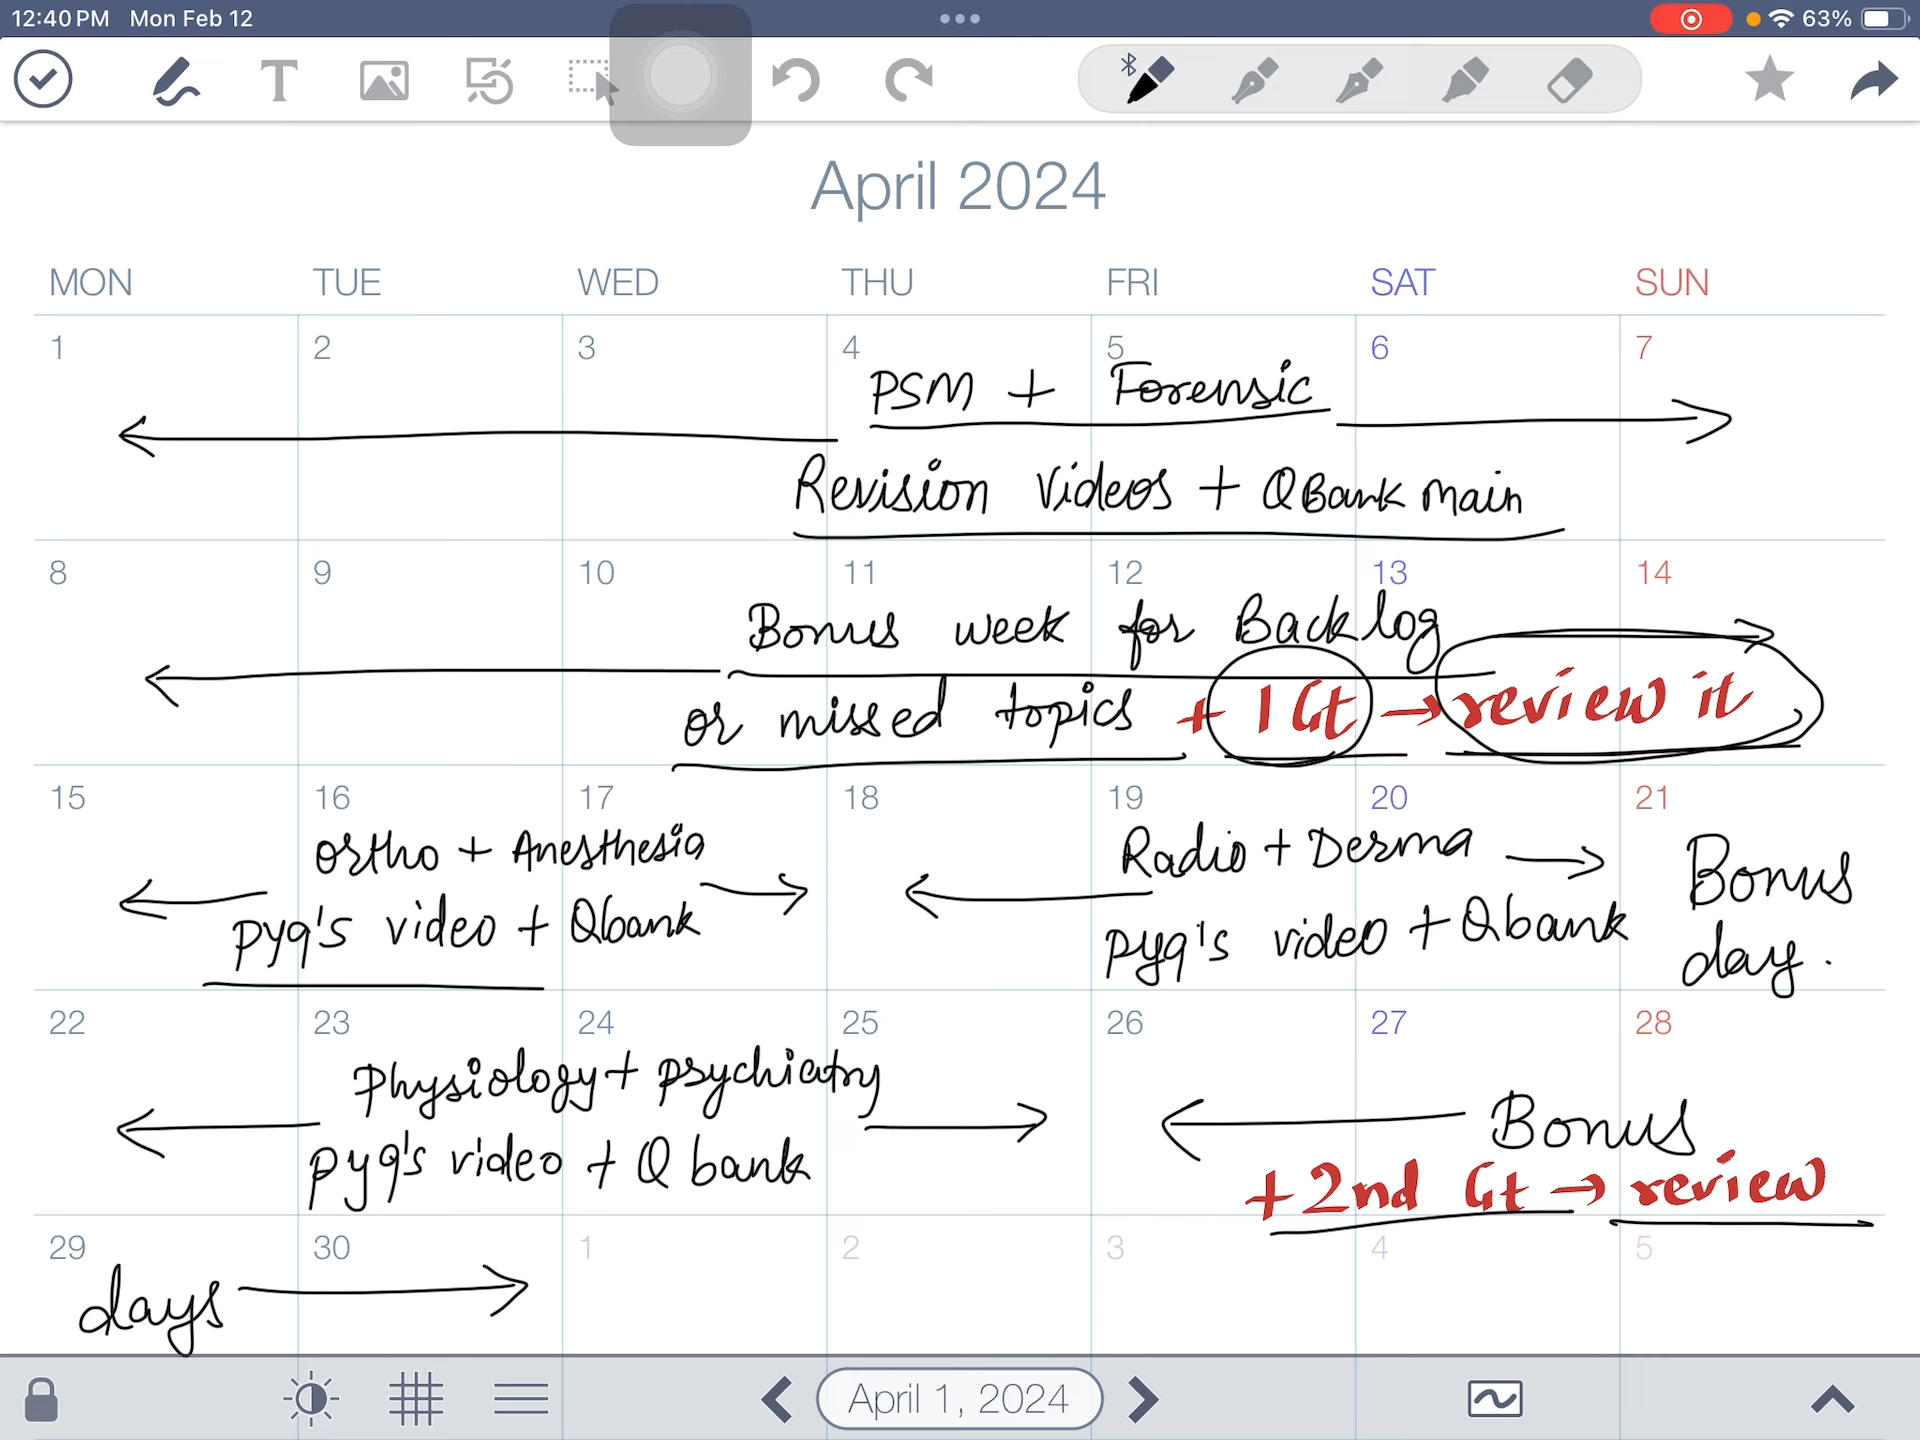 12:40 PM Mon Feb 12
63%
T
April 2024
MON TUE WED THU FRI SAT SUN
1 2 3 4 5 6 7
PSM + Forensic
Revision Videos + QBank main
8 9 10 11 12 13 14
Bonus week for Backlog
or missed topics + 1 Gt → review it
15 16 17 18 19 20 21
Ortho + Anesthesia
pyq's video + Qbank
Radio + Derma
pyq's video + Qbank
Bonus
day.
22 23 24 25 26 27 28
Physiology + psychiatry
pyq's video + Q bank
Bonus
+ 2nd Gt → review
29 30 1 2 3 4 5
days
April 1, 2024